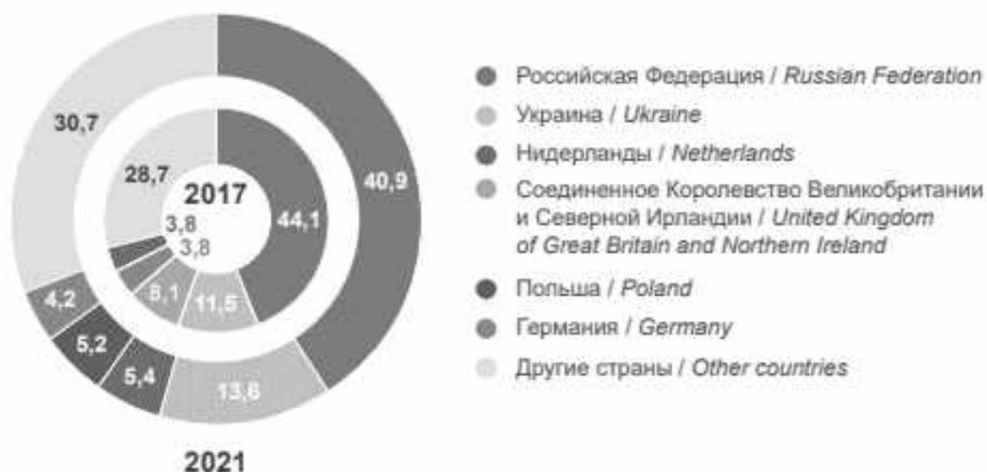 30,7
28,7
2017
40,9
44,1
3,8
3,8
8,1
11,5
4,2
5,2
5,4
13,6
2021
Российская Федерация / Russian Federation
Украина / Ukraine
Нидерланды / Netherlands
Соединенное Королевство Великобритании
и Северной Ирландии / United Kingdom
of Great Britain and Northern Ireland
Польша / Poland
Германия / Germany
Другие страны / Other countries